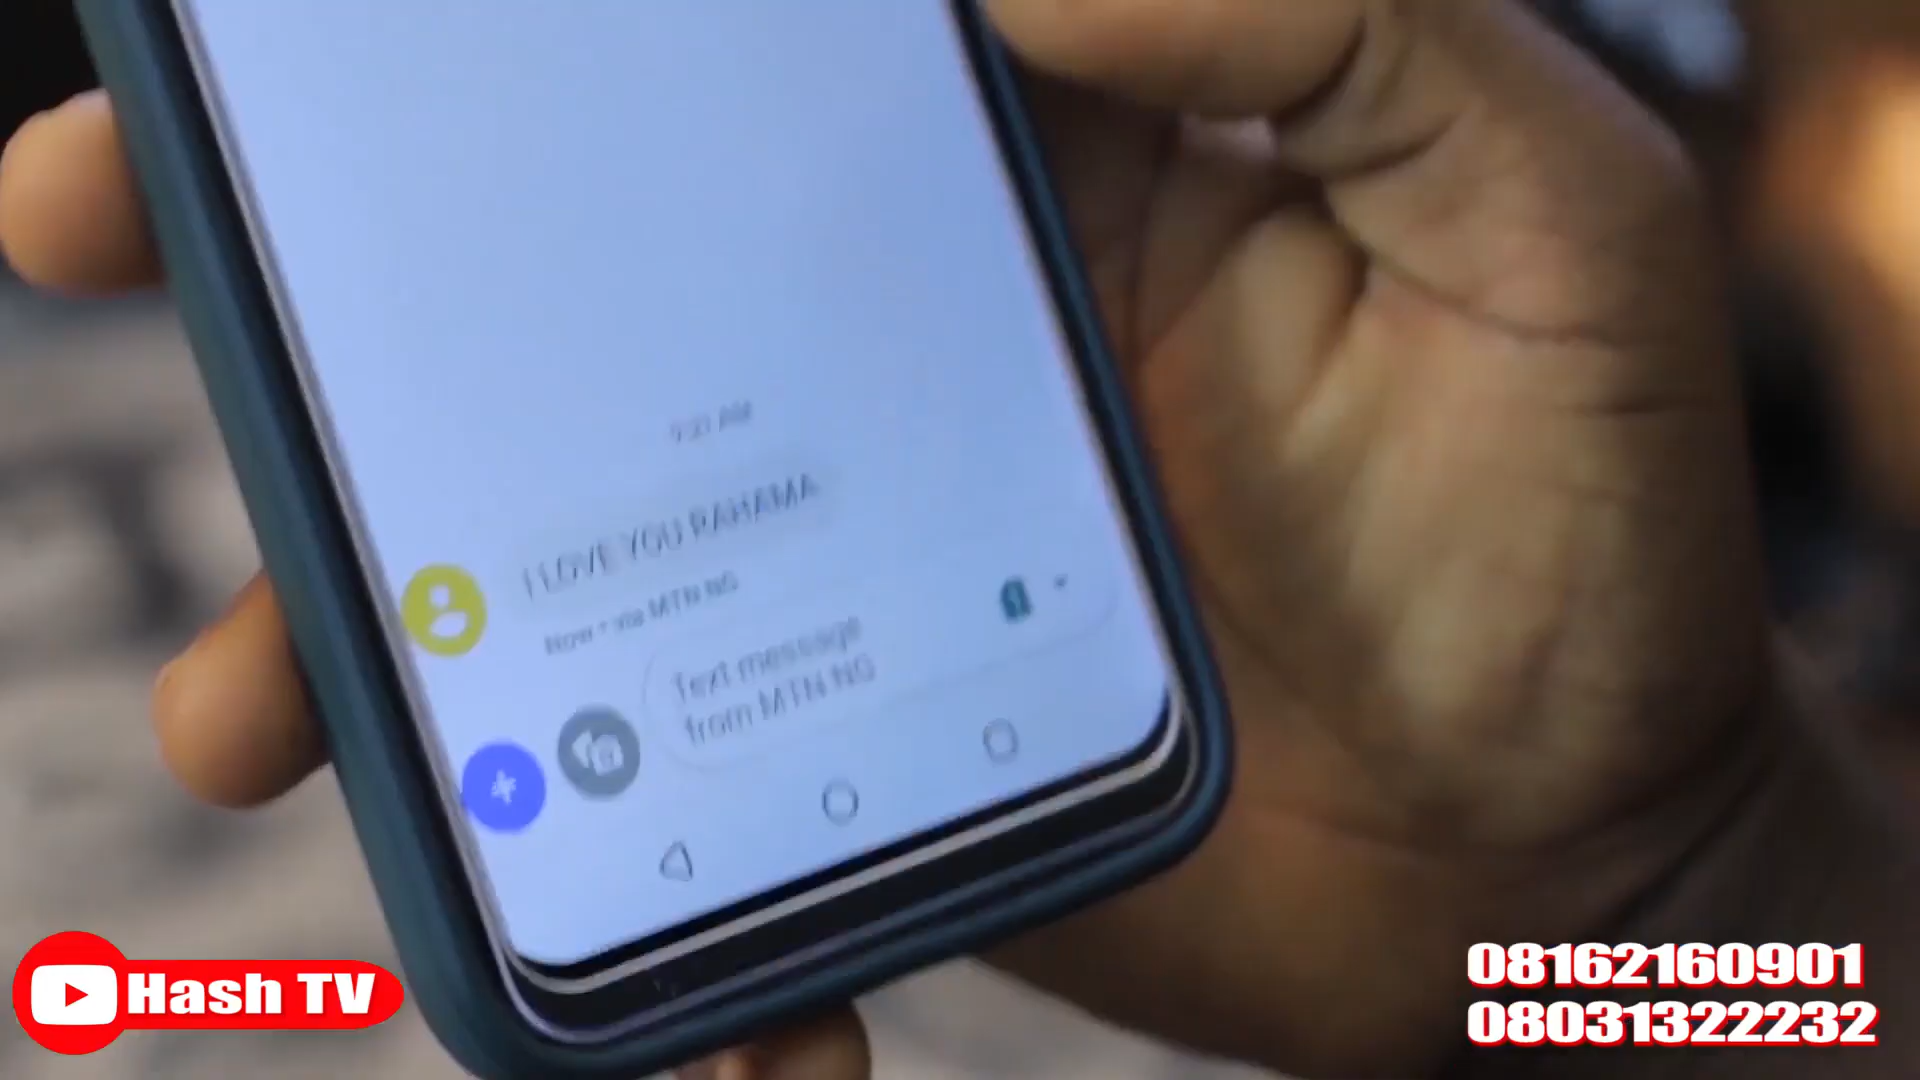 I LOVE YOU RAHAMA
Now • via MTN NG
Text message
from MTN NG
Hash TV
08162160901
08031322232